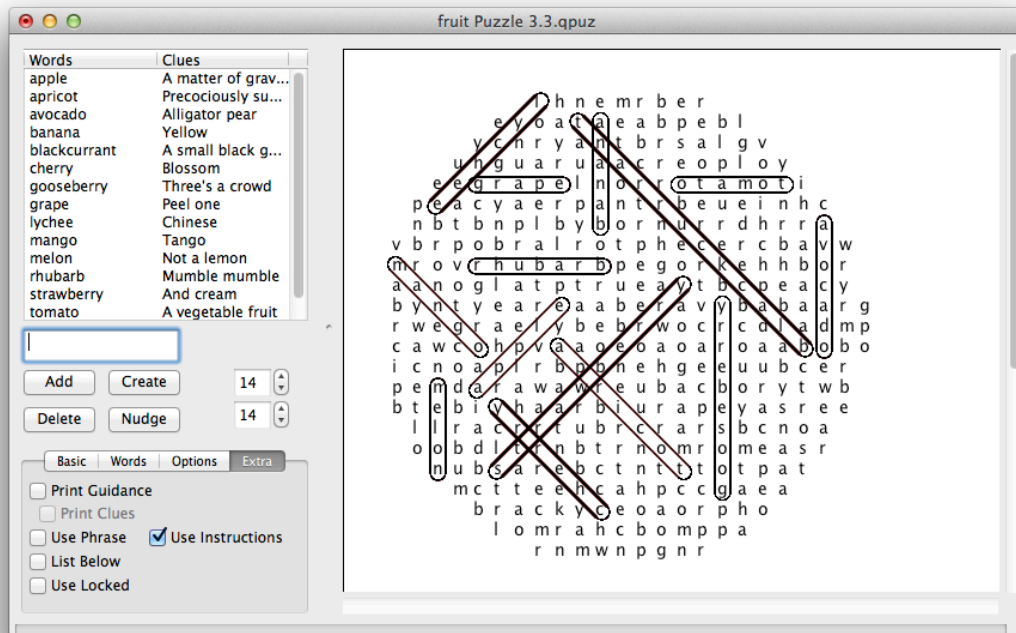 fruit Puzzle 3.3.qpuz
Words Clues
apple A matter of grav...
apricot Precociously su...
avocado Alligator pear
banana Yellow
blackcurrant A small black g...
cherry Blossom
gooseberry Three's a crowd
grape Peel one
lychee Chinese
mango Tango
melon Not a lemon
rhubarb Mumble mumble
strawberry And cream
tomato A vegetable fruit
Add Create 14
Delete Nudge 14
Basic Words Options Extra
Print Guidance
Print Clues
Use Phrase Use Instructions
List Below
Use Locked
l h n e m r b e r
e y o a t a e a b p e b l
y c h r y a n t b r s a l g v
u h g u a r u a a c r e o p l o y
e e g r a p e l n o r r o t a m o t i
p e a c y a e r p a n t r b e u e i n h c
n b t b n p l b y b o r n u r r d h r r a
v b r p o b r a l r o t p h e c e r c b a v w
m r o v r h u b a r b p e g o r k e h h b o r
a a n o g l a t p t r u e a y t b c p e a c y
b y n t y e a r e a a b e r a v y b a b a a r g
r w e g r a e l y b e b r w o c r c d l a d m p
c a w c o h p v a a o e o a o a r o a a b o b o
i c n o a p l r b p b n e h g e e u u b c e r
p e m d a r a w a w r e u b a c b o r y t w b
b t e b i y h a a r b i u r a p e y a s r e e
l l r a c r r t u b r c r a r s b c n o a
o o b d l t r n b t r n o m r o m e a s r
n u b s a r e b c t n t t t o t p a t
m c t t e e h c a h p c c g a e a
b r a c k y c e o a o r p h o
l o m r a h c b o m p p a
r n m w n p g n r